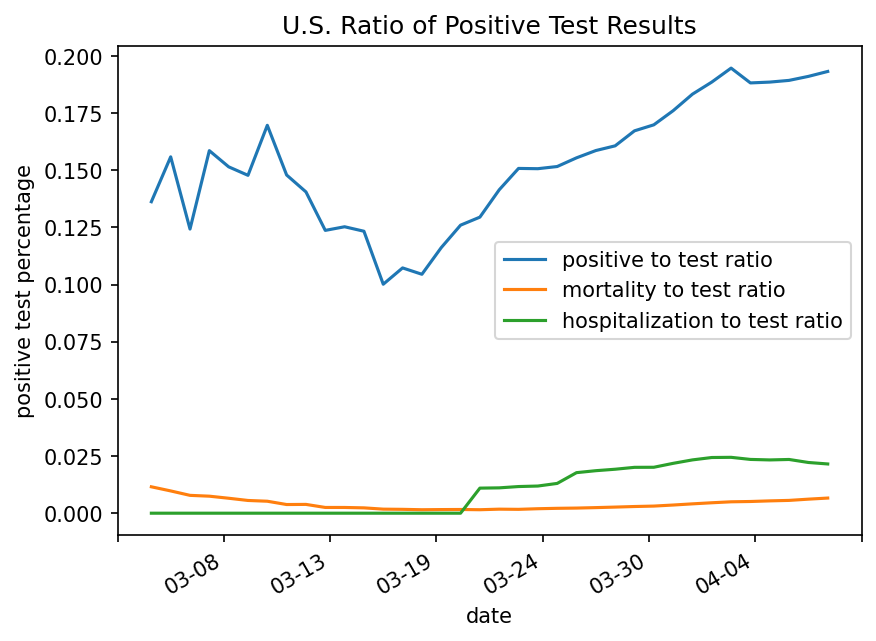 U.S. Ratio of Positive Test Results
0.200
0.175
0.150
0.125
0.100
0.075
0.050
0.025
0.000
positive test percentage
positive to test ratio
mortality to test ratio
hospitalization to test ratio
03-08
03-13
03-19
03-24
03-30
04-04
date